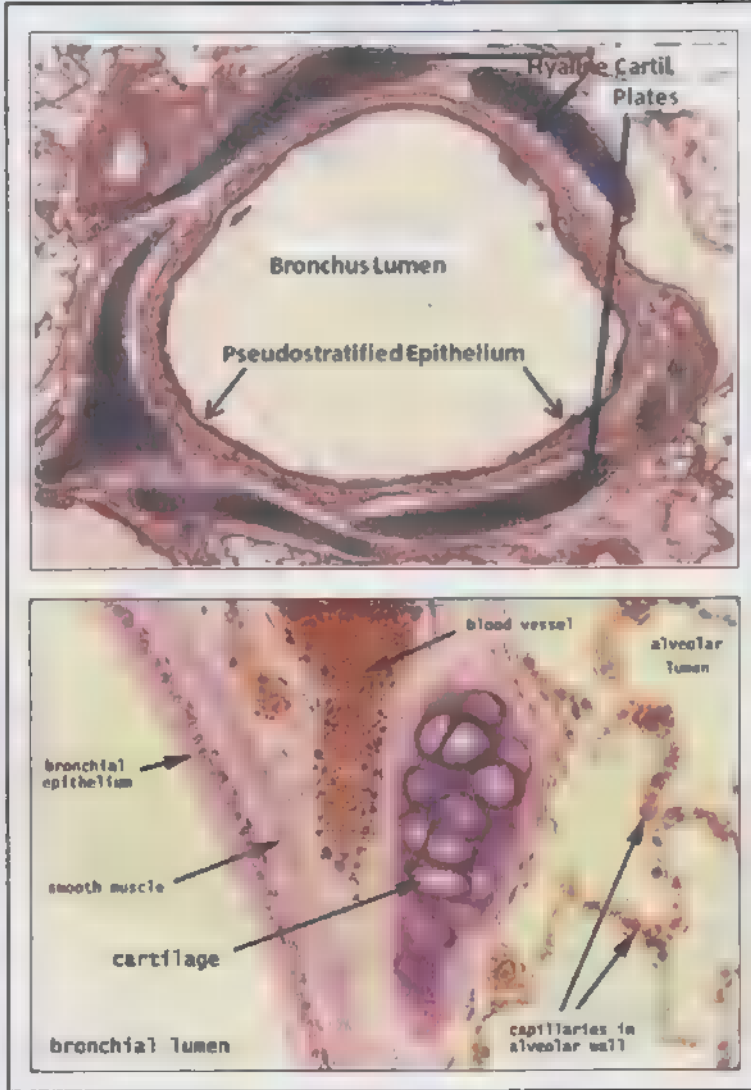 Hyaline Cartil.
Plates
Bronchus Lumen
Pseudostratified Epithelium
blood vessel
alveolar
lumen
bronchial
epithelium
smooth muscle
cartilage
capillaries in
alveolar wall
bronchial lumen